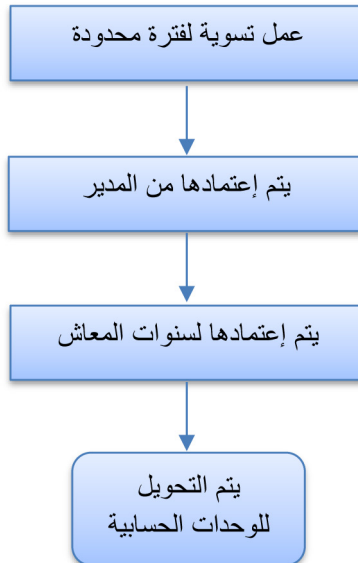 عمل تسوية لفترة محدودة
يتم إعتمادها من المدير
يتم إعتمادها لسنوات المعاش
يتم التحويل
للوحدات الحسابية